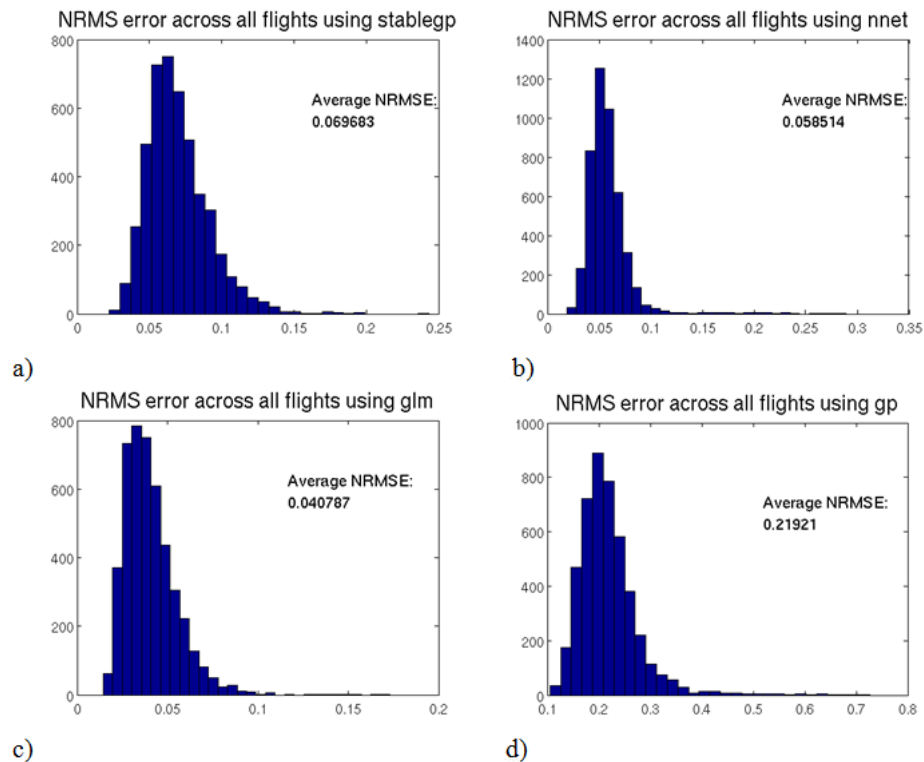 NRMS error across all flights using stablegp
800
600
400
200
0
0 0.05 0.1 0.15 0.2 0.25
Average NRMSE:
0.069683
a)
NRMS error across all flights using nnet
1400
1200
1000
800
600
400
200
0
0 0.05 0.1 0.15 0.2 0.25 0.3 0.35
Average NRMSE:
0.058514
b)
NRMS error across all flights using glm
800
600
400
200
0
0 0.05 0.1 0.15 0.2
Average NRMSE:
0.040787
c)
NRMS error across all flights using gp
1000
800
600
400
200
0
0.1 0.2 0.3 0.4 0.5 0.6 0.7 0.8
Average NRMSE:
0.21921
d)